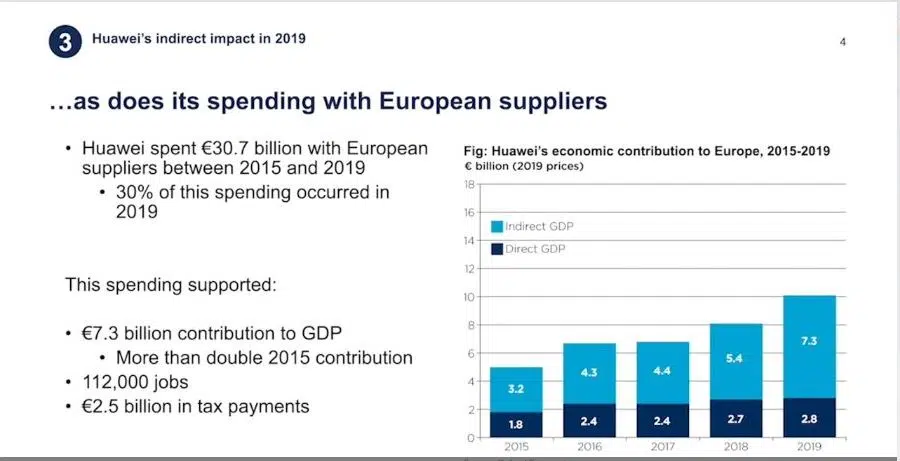 3 Huawei's indirect impact in 2019
4
...as does its spending with European suppliers
• Huawei spent €30.7 billion with European
suppliers between 2015 and 2019
• 30% of this spending occurred in
2019
This spending supported:
• €7.3 billion contribution to GDP
• More than double 2015 contribution
• 112,000 jobs
• €2.5 billion in tax payments
Fig: Huawei's economic contribution to Europe, 2015-2019
€ billion (2019 prices)
18
16
14
12
10
8
6
4
2
0
Indirect GDP
Direct GDP
3.2
4.3
4.4
5.4
7.3
1.8
2.4
2.4
2.7
2.8
2015
2016
2017
2018
2019